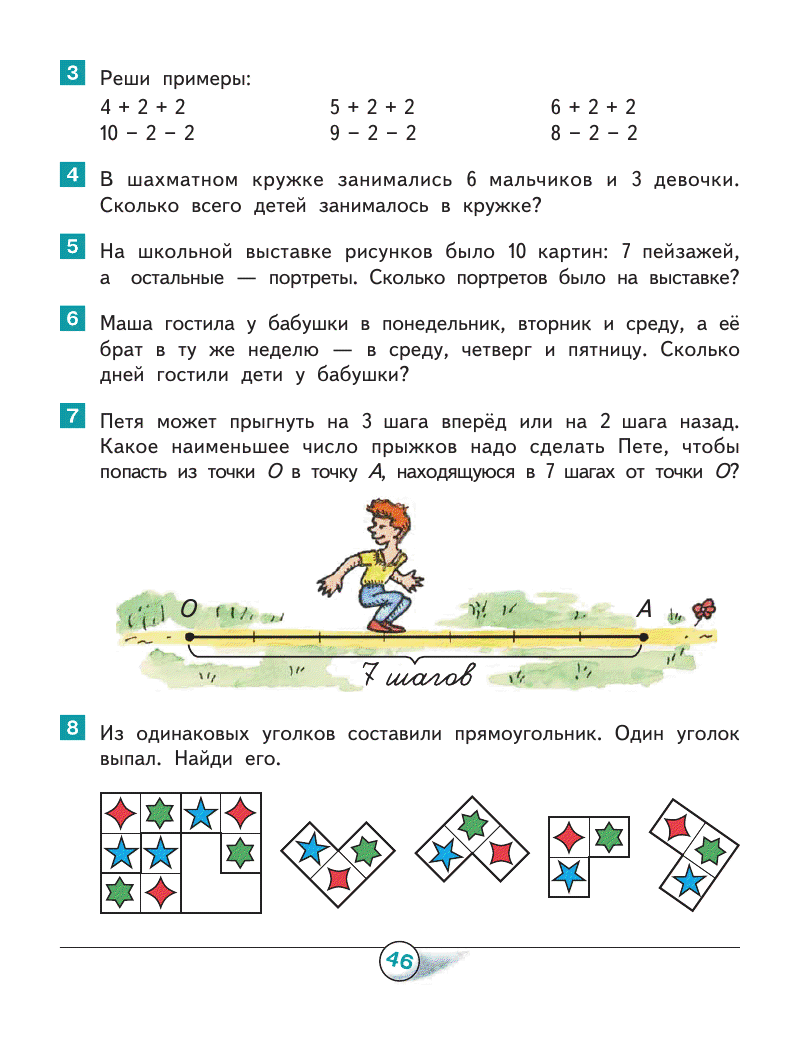 3 Реши примеры:
4 + 2 + 2 5 + 2 + 2 6 + 2 + 2
10 − 2 − 2 9 − 2 − 2 8 − 2 − 2
4 В шахматном кружке занимались 6 мальчиков и 3 девочки.
Сколько всего детей занималось в кружке?
5 На школьной выставке рисунков было 10 картин: 7 пейзажей,
а остальные — портреты. Сколько портретов было на выставке?
6 Маша гостила у бабушки в понедельник, вторник и среду, а её
брат в ту же неделю — в среду, четверг и пятницу. Сколько
дней гостили дети у бабушки?
7 Петя может прыгнуть на 3 шага вперёд или на 2 шага назад.
Какое наименьшее число прыжков надо сделать Пете, чтобы
попасть из точки О в точку А, находящуюся в 7 шагах от точки О?
О А
7 шагов
8 Из одинаковых уголков составили прямоугольник. Один уголок
выпал. Найди его.
46